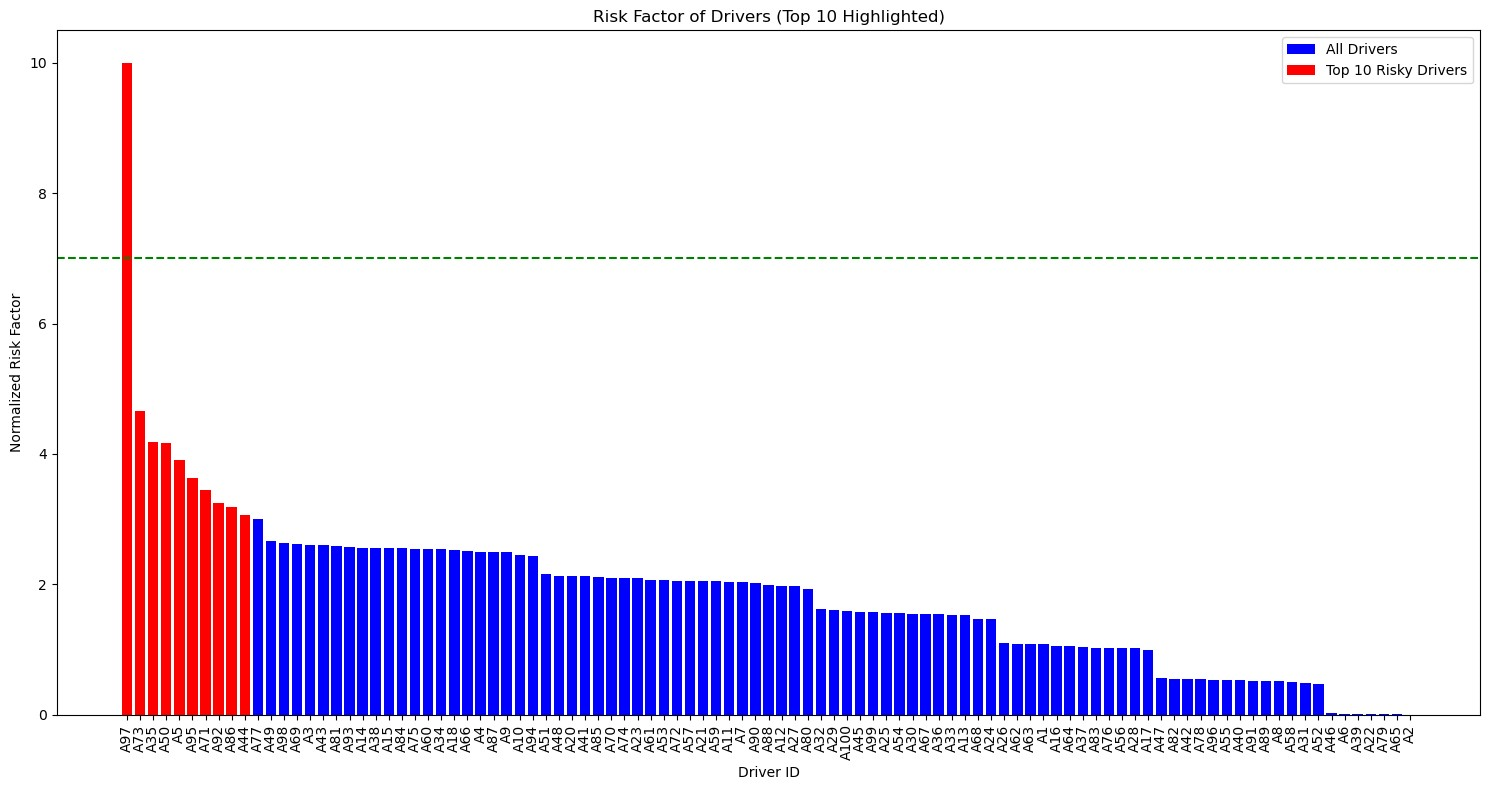 Risk Factor of Drivers (Top 10 Highlighted)
All Drivers
Top 10 Risky Drivers
Normalized Risk Factor
10
8
6
4
2
0
A97 A73 A35 A50 A5 A95 A71 A92 A86 A44 A77 A49 A98 A69 A3 A43 A81 A93 A14 A38 A15 A84 A75 A60 A34 A18 A66 A4 A87 A9 A10 A94 A51 A48 A20 A41 A85 A70 A74 A23 A61 A53 A72 A57 A21 A59 A11 A7 A90 A88 A12 A27 A80 A32 A29 A100 A45 A99 A25 A54 A30 A67 A36 A33 A13 A68 A24 A26 A62 A63 A1 A16 A64 A37 A83 A76 A56 A28 A17 A47 A82 A42 A78 A96 A55 A40 A91 A89 A8 A58 A31 A52 A46 A6 A39 A22 A79 A65 A2
Driver ID